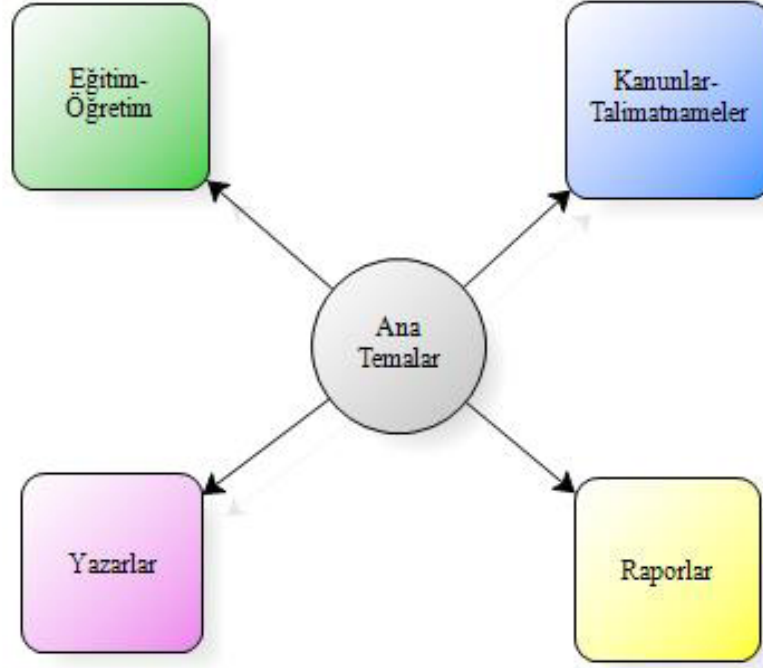 Eğitim-
Öğretim
Kanunlar-
Talimatnameler
Ana
Temalar
Yazarlar
Raporlar